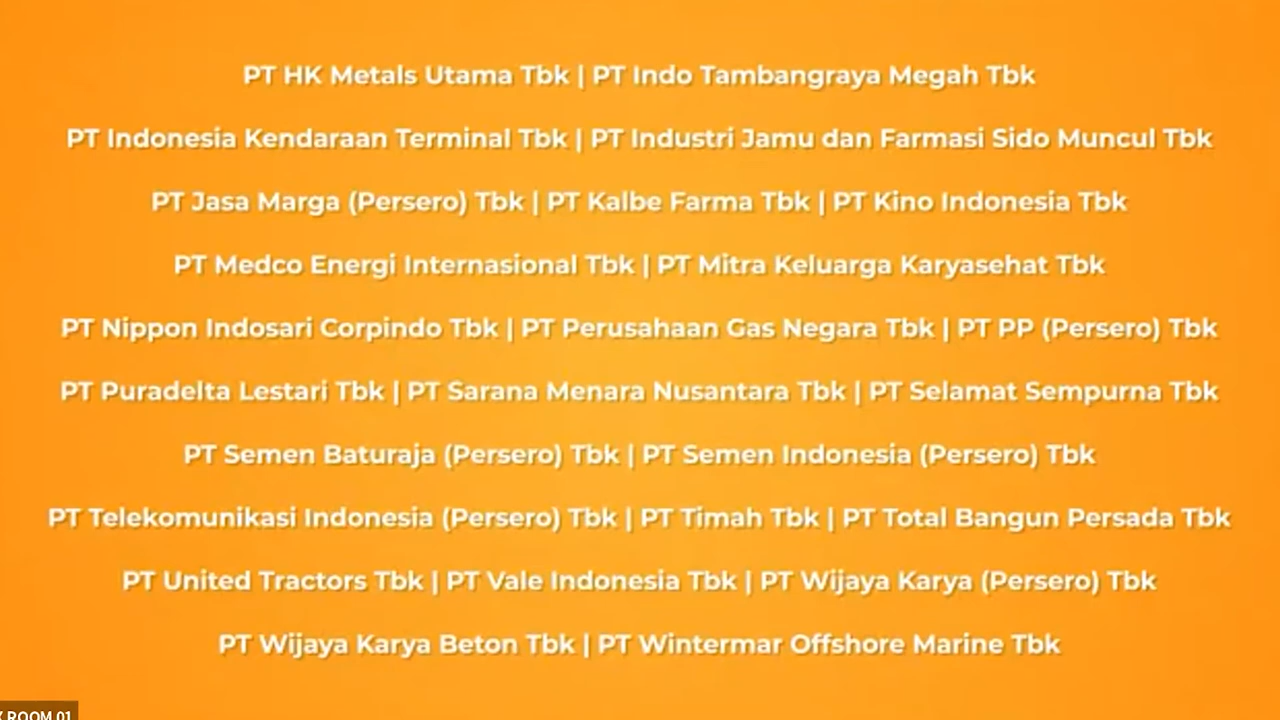 PT HK Metals Utama Tbk | PT Indo Tambangraya Megah Tbk
PT Indonesia Kendaraan Terminal Tbk | PT Industri Jamu dan Farmasi Sido Muncul Tbk
PT Jasa Marga (Persero) Tbk | PT Kalbe Farma Tbk | PT Kino Indonesia Tbk
PT Medco Energi Internasional Tbk | PT Mitra Keluarga Karyasehat Tbk
PT Nippon Indosari Corpindo Tbk | PT Perusahaan Gas Negara Tbk | PT PP (Persero) Tbk
PT Puradelta Lestari Tbk | PT Sarana Menara Nusantara Tbk | PT Selamat Sempurna Tbk
PT Semen Baturaja (Persero) Tbk | PT Semen Indonesia (Persero) Tbk
PT Telekomunikasi Indonesia (Persero) Tbk | PT Timah Tbk | PT Total Bangun Persada Tbk
PT United Tractors Tbk | PT Vale Indonesia Tbk | PT Wijaya Karya (Persero) Tbk
PT Wijaya Karya Beton Tbk | PT Wintermar Offshore Marine Tbk
ROOM 01